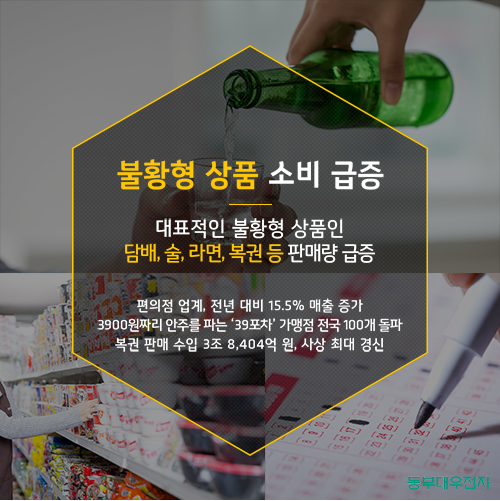 불황형 상품 소비 급증
대표적인 불황형 상품인
담배, 술, 라면, 복권 등 판매량 급증
편의점 업계, 전년 대비 15.5% 매출 증가
3900원짜리 안주를 파는 ‘39포차’ 가맹점 전국 100개 돌파
복권 판매 수입 3조 8,404억 원, 사상 최대 경신
동부대우전자